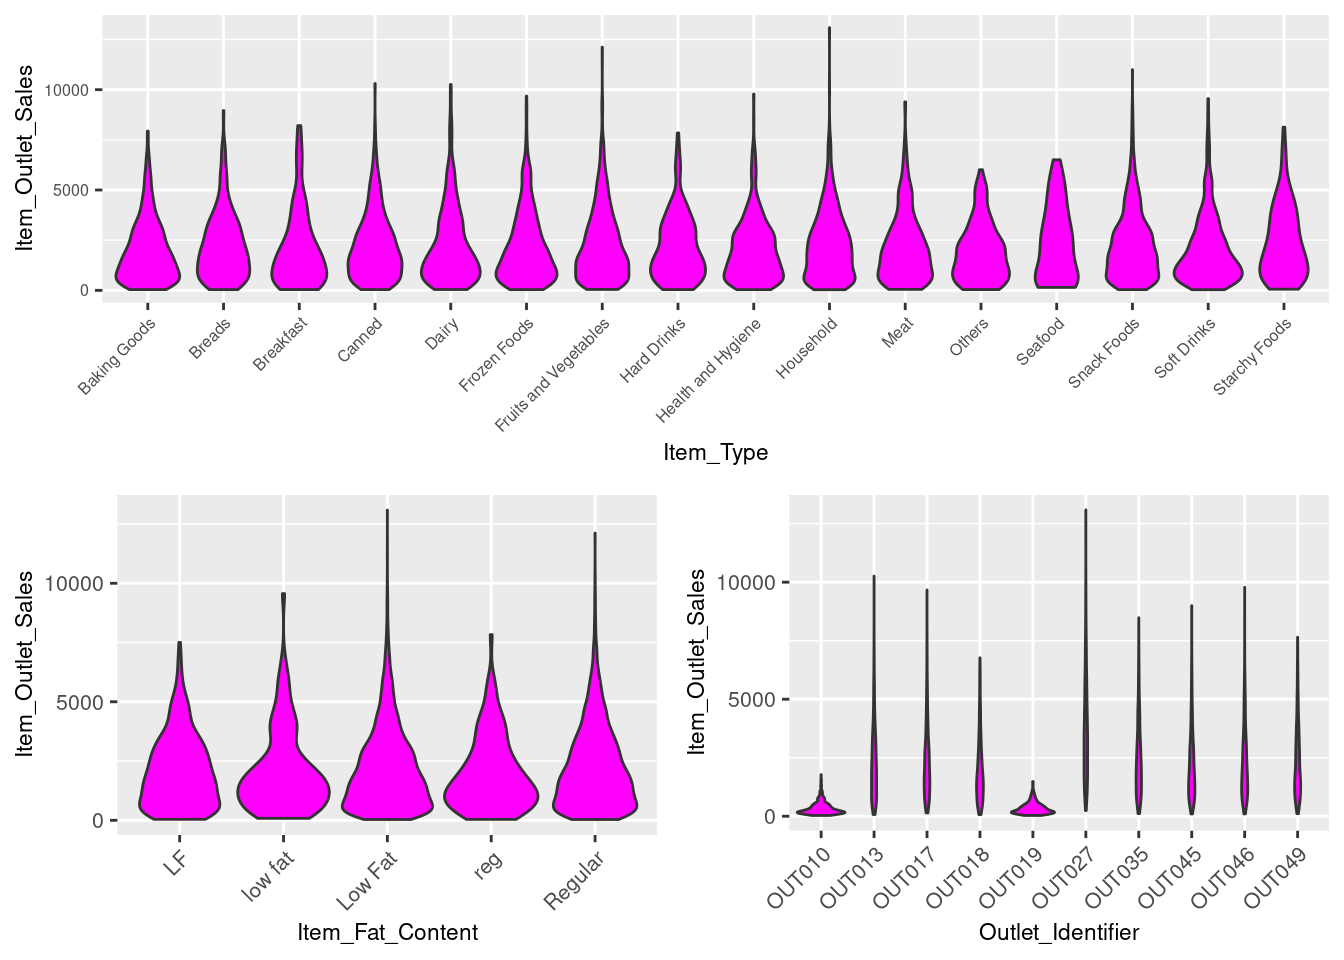 Item_Outlet_Sales
10000
5000
0
Baking Goods
Breads
Breakfast
Canned
Dairy
Frozen Foods
Fruits and Vegetables
Hard Drinks
Health and Hygiene
Household
Meat
Others
Seafood
Snack Foods
Soft Drinks
Starchy Foods
Item_Type
Item_Outlet_Sales
10000
5000
0
LF
low fat
Low Fat
reg
Regular
Item_Fat_Content
Item_Outlet_Sales
10000
5000
0
OUT010
OUT013
OUT017
OUT018
OUT019
OUT027
OUT035
OUT045
OUT046
OUT049
Outlet_Identifier